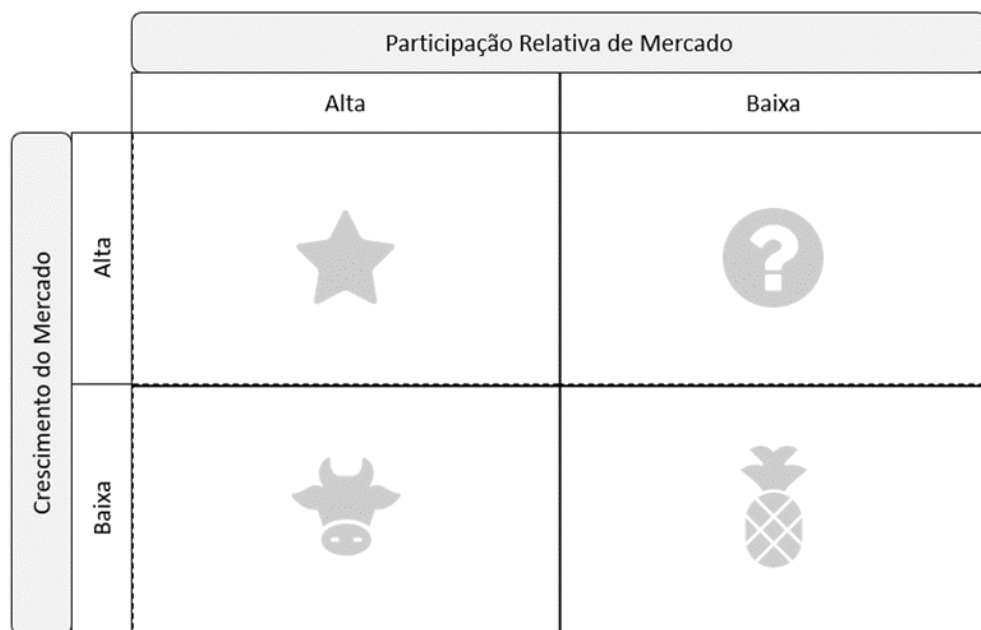 Participação Relativa de Mercado
Alta
Baixa
Crescimento do Mercado
Alta
Baixa
?